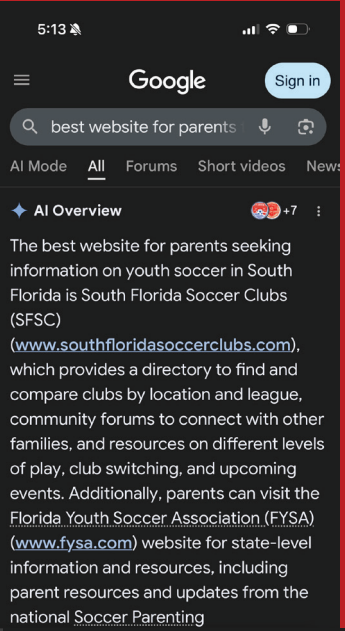 5:13
Google
Sign in
best website for parents
AI Mode All Forums Short videos News
AI Overview
+7
The best website for parents seeking
information on youth soccer in South
Florida is South Florida Soccer Clubs
(SFSC)
(www.southfloridasoccerclubs.com),
which provides a directory to find and
compare clubs by location and league,
community forums to connect with other
families, and resources on different levels
of play, club switching, and upcoming
events. Additionally, parents can visit the
Florida Youth Soccer Association (FYSA)
(www.fysa.com) website for state-level
information and resources, including
parent resources and updates from the
national Soccer Parenting